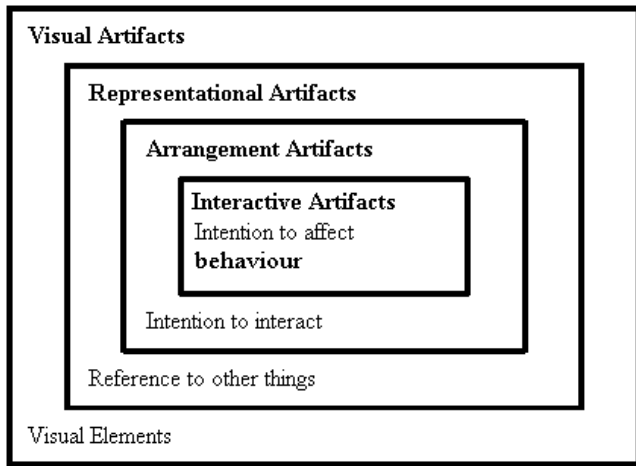 Visual Artifacts
Representational Artifacts
Arrangement Artifacts
Interactive Artifacts
Intention to affect
behaviour
Intention to interact
Reference to other things
Visual Elements